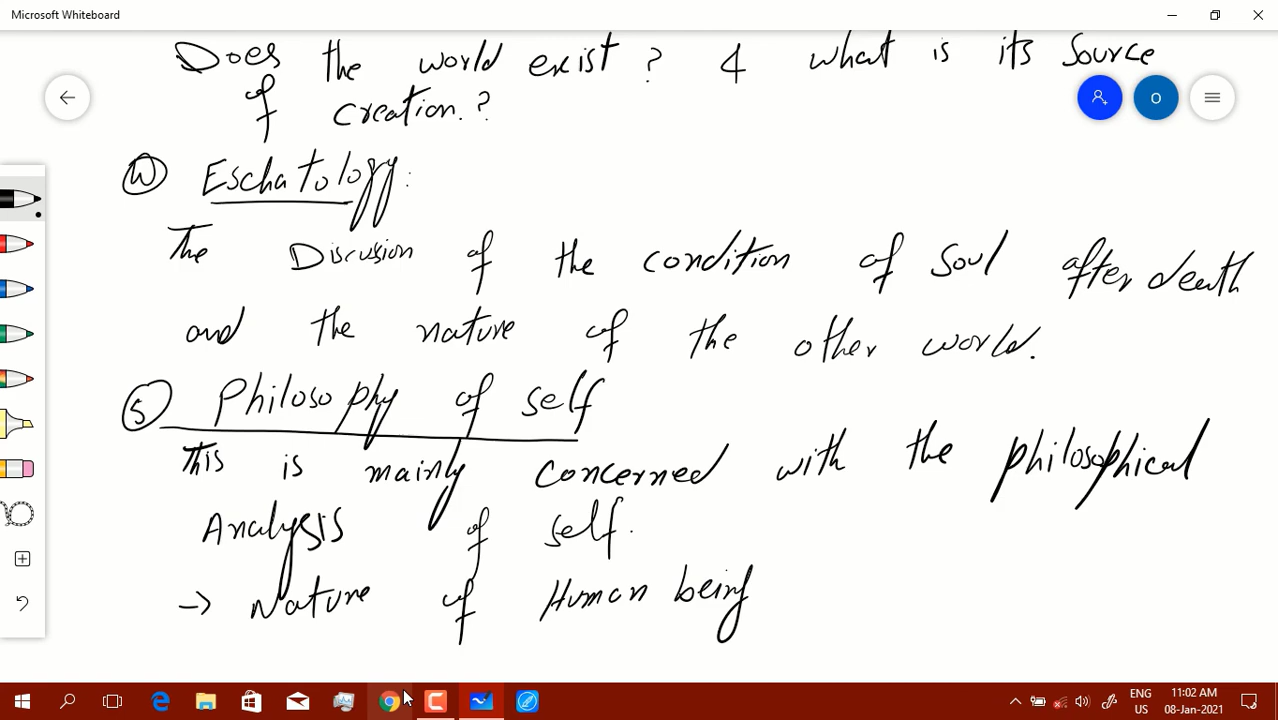 Microsoft Whiteboard
Does the world exist ? & what is its Source
of creation. ?
④ Eschatology :
The Discusion of the condition of Soul after death
and the nature of the other world.
⑤ Philosophy of self
This is mainly concerned with the philosophical
Analysis of self.
→ Nature of Human being
O
ENG
US
11:02 AM
08-Jan-2021